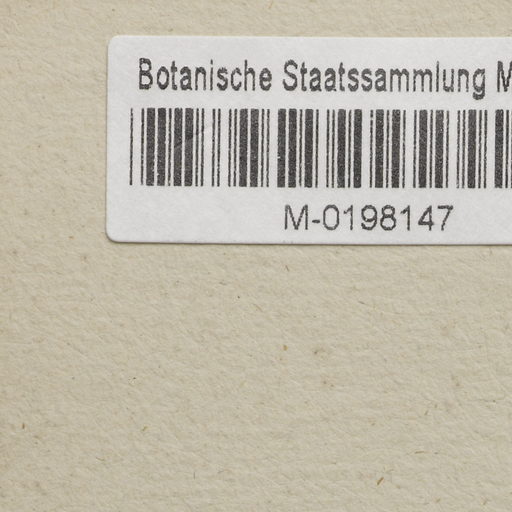 Botanische Staatssammlung M
M-0198147